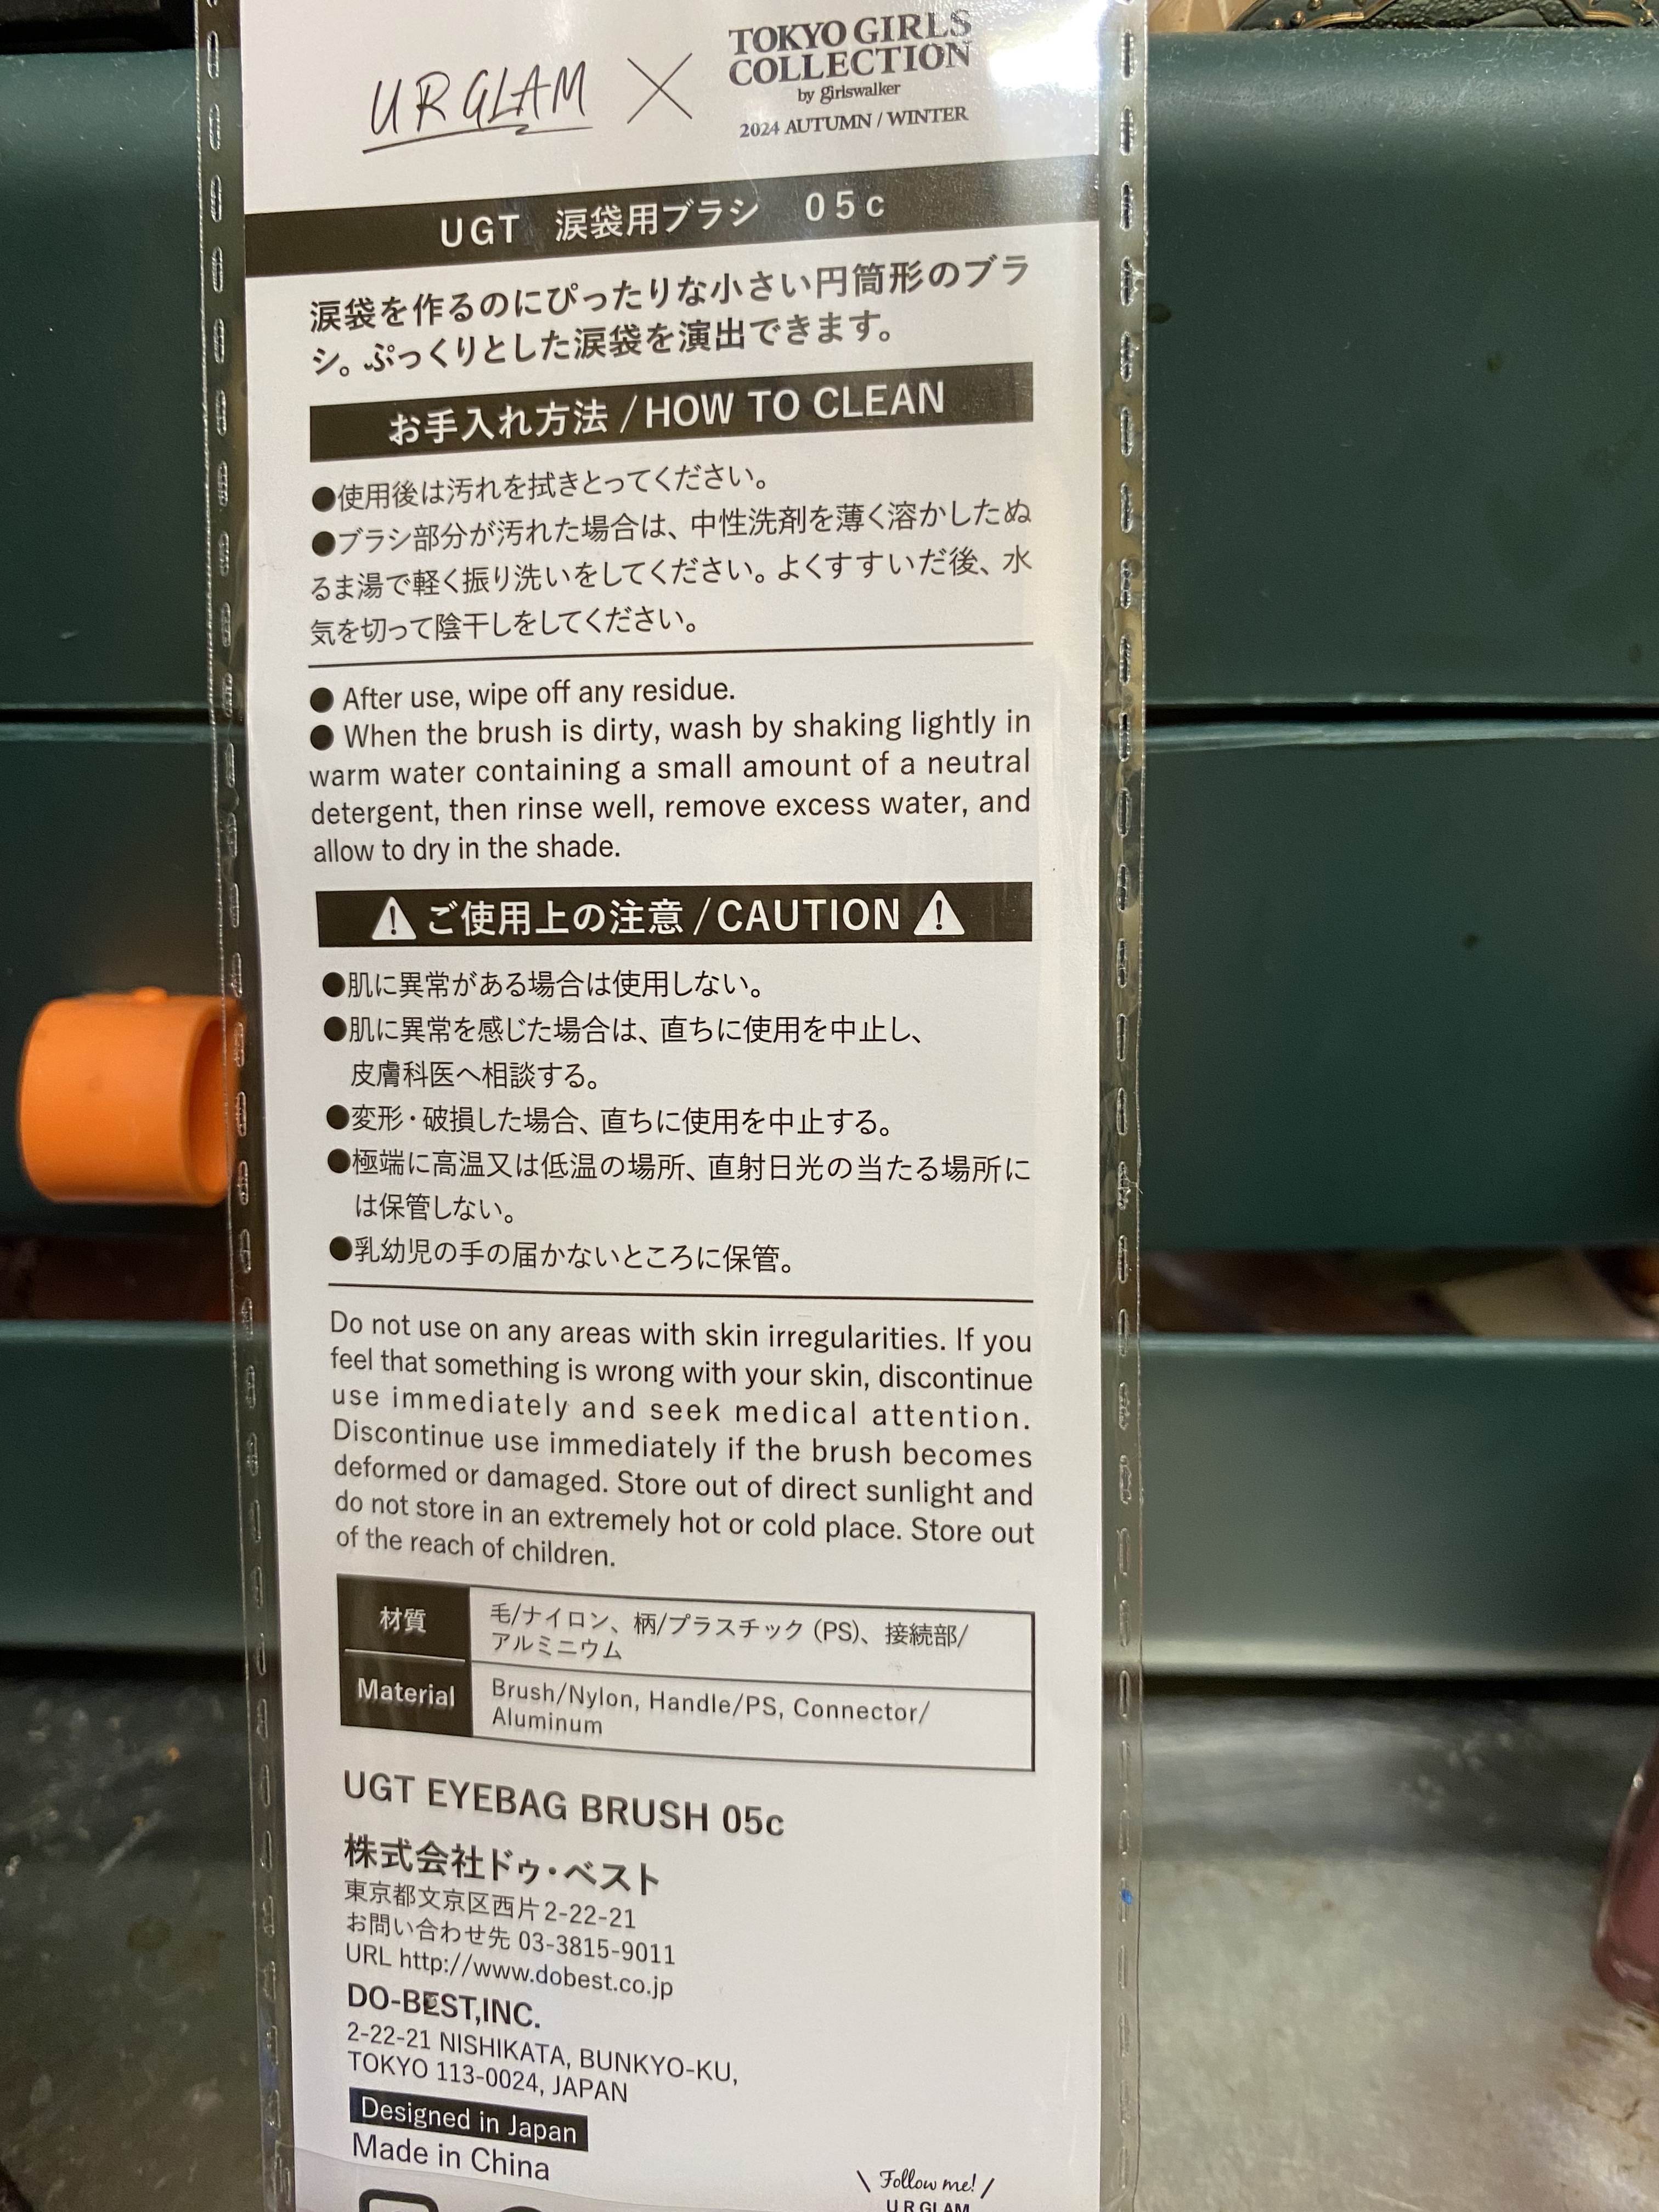 UR GLAM
×
TOKYO GIRLS
COLLECTION
by girlswalker
2024 AUTUMN / WINTER
UGT 涙袋用ブラシ 05c
涙袋を作るのにぴったりな小さい円筒形のブラ
シ。ぷっくりとした涙袋を演出できます。
お手入れ方法 / HOW TO CLEAN
●使用後は汚れを拭きとってください。
●ブラシ部分が汚れた場合は、中性洗剤を薄く溶かしたぬ
るま湯で軽く振り洗いをしてください。よくすすいだ後、水
気を切って陰干しをしてください。
● After use, wipe off any residue.
● When the brush is dirty, wash by shaking lightly in
warm water containing a small amount of a neutral
detergent, then rinse well, remove excess water, and
allow to dry in the shade.
⚠ ご使用上の注意 / CAUTION ⚠
●肌に異常がある場合は使用しない。
●肌に異常を感じた場合は、直ちに使用を中止し、
皮膚科医へ相談する。
●変形・破損した場合、直ちに使用を中止する。
●極端に高温又は低温の場所、直射日光の当たる場所に
は保管しない。
●乳幼児の手の届かないところに保管。
Do not use on any areas with skin irregularities. If you
feel that something is wrong with your skin, discontinue
use immediately and seek medical attention.
Discontinue use immediately if the brush becomes
deformed or damaged. Store out of direct sunlight and
do not store in an extremely hot or cold place. Store out
of the reach of children.
材質
毛/ナイロン、柄/プラスチック (PS)、接続部/
アルミニウム
Material
Brush/Nylon, Handle/PS, Connector/
Aluminum
UGT EYEBAG BRUSH 05c
株式会社ドゥ・ベスト
東京都文京区西片2-22-21
お問い合わせ先 03-3815-9011
URL http://www.dobest.co.jp
DO-BEST,INC.
2-22-21 NISHIKATA, BUNKYO-KU,
TOKYO 113-0024, JAPAN
Designed in Japan
Made in China
\ Follow me! /
UR GLAM